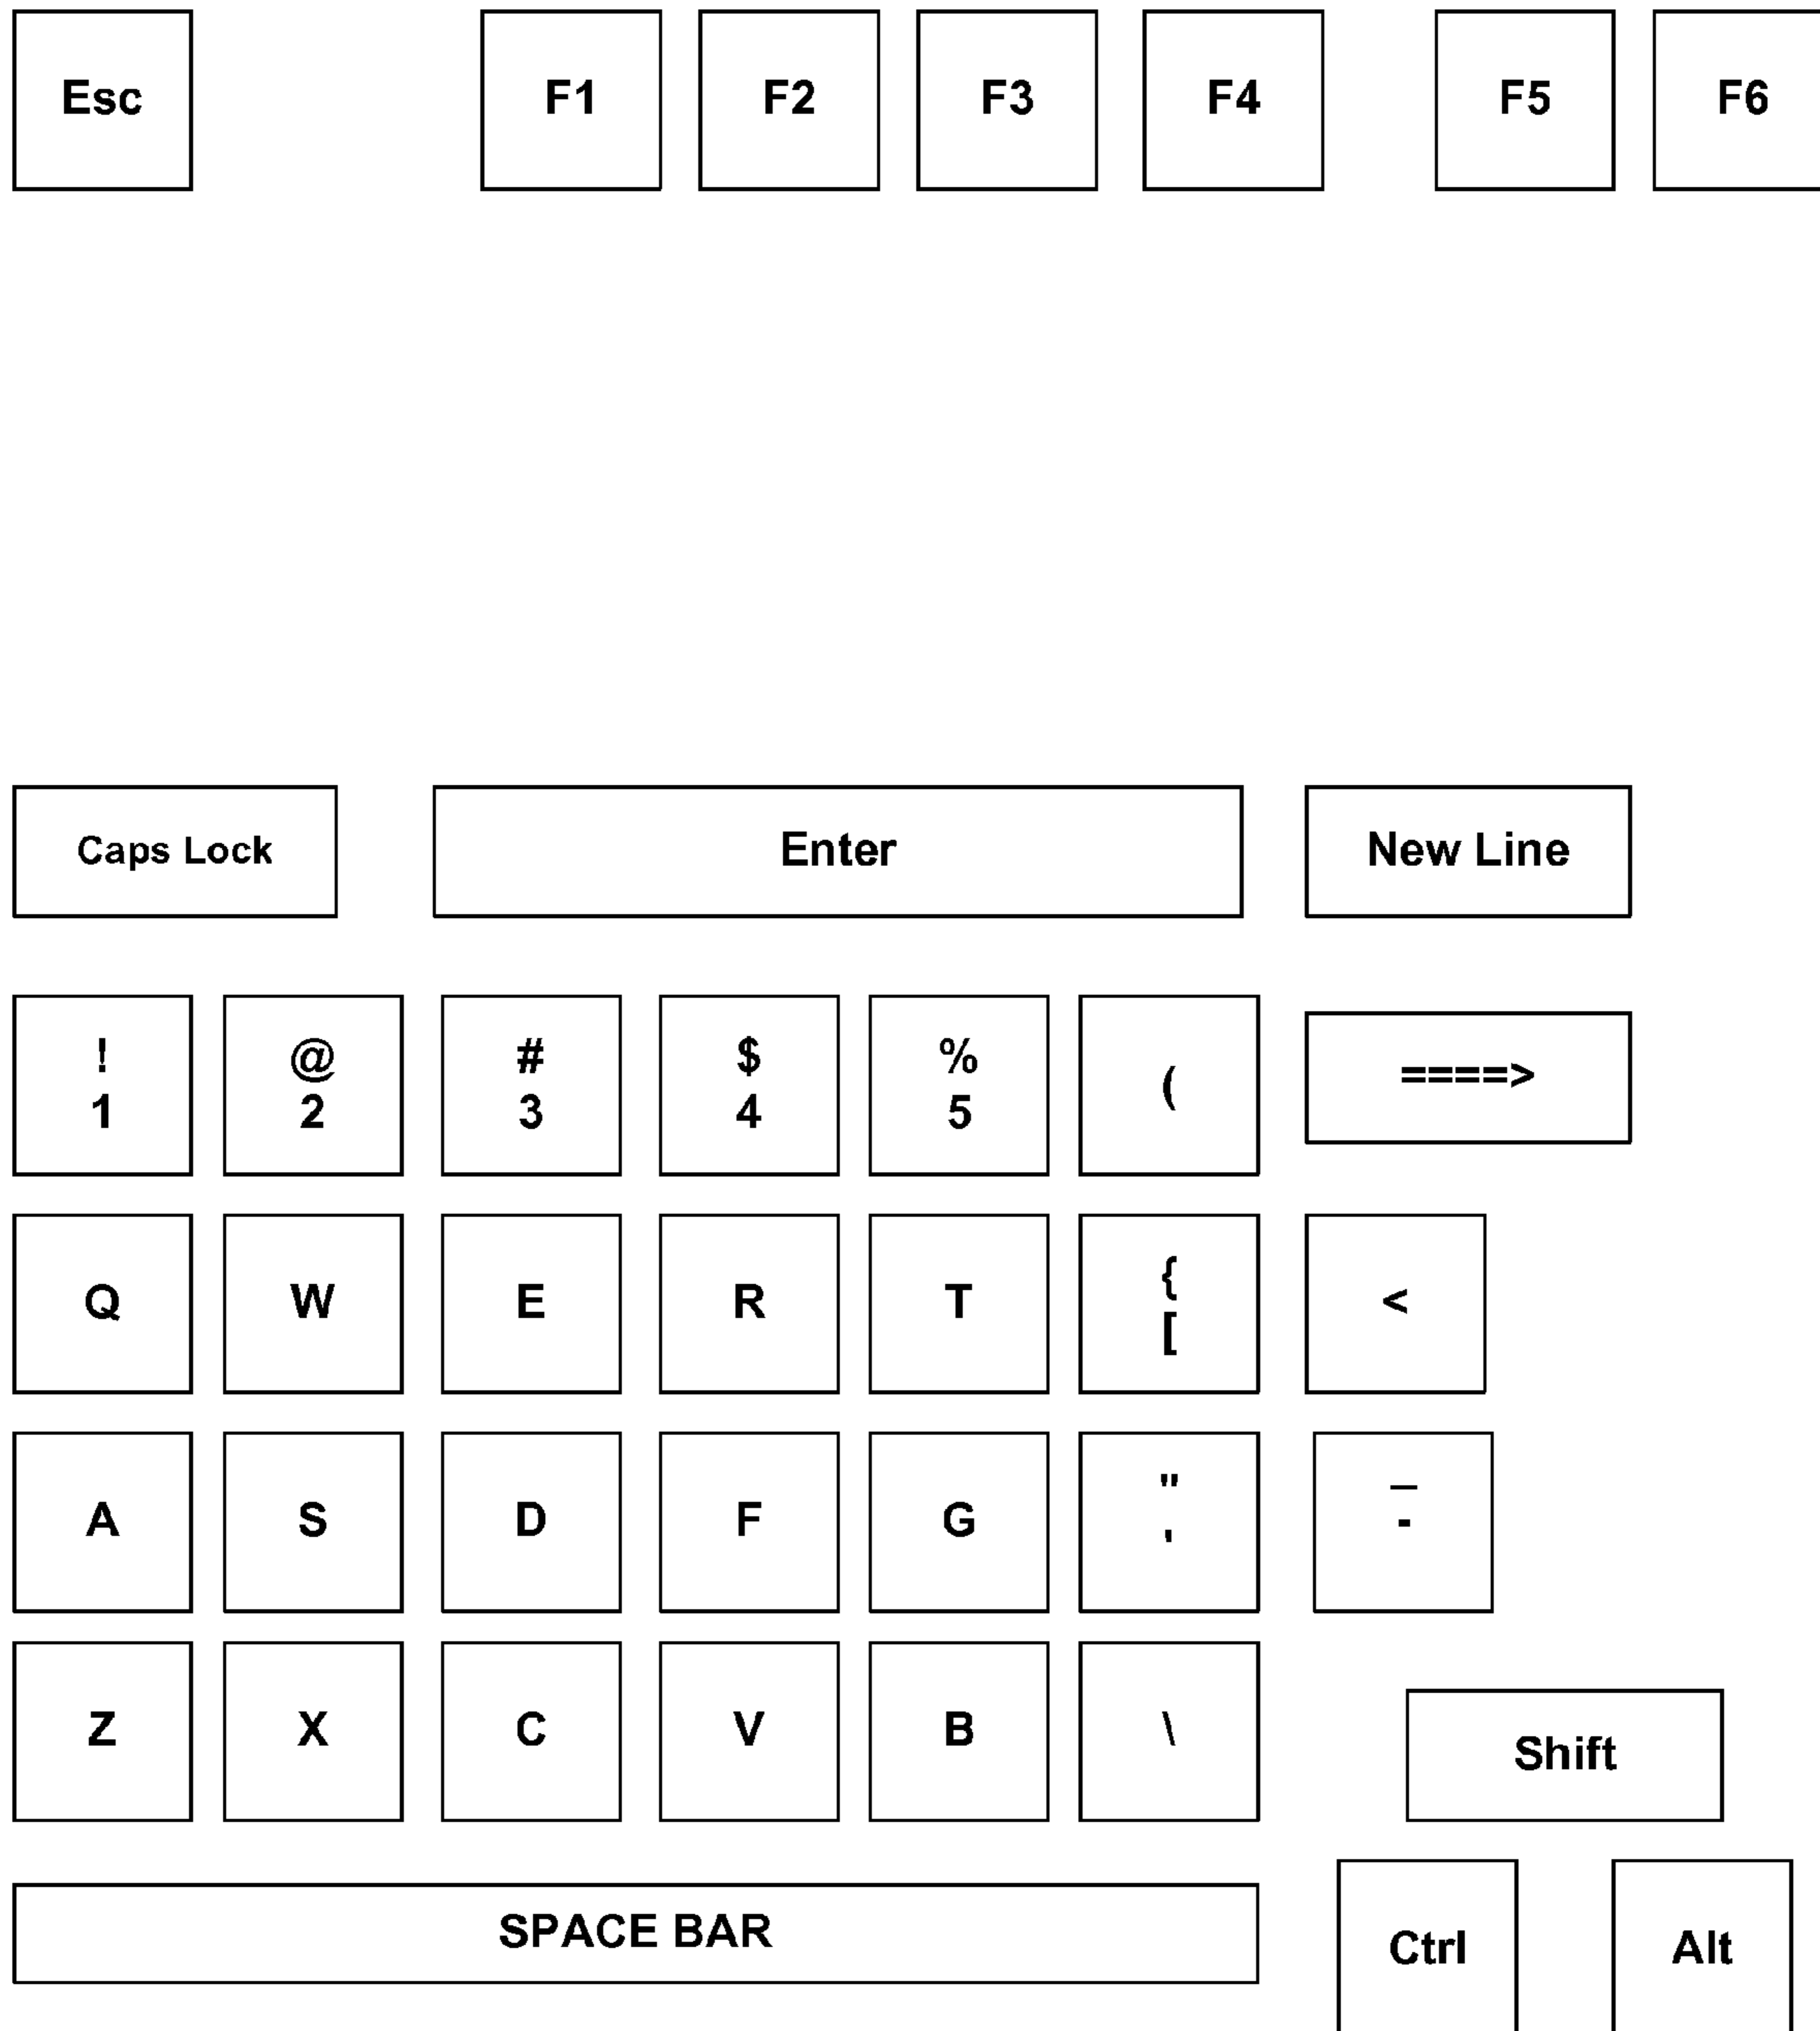 Esc F1 F2 F3 F4 F5 F6
Caps Lock Enter New Line
! @ # $ % ( ====>
1 2 3 4 5
Q W E R T { <
[
A S D F G " _
' -
Z X C V B \ Shift
SPACE BAR Ctrl Alt